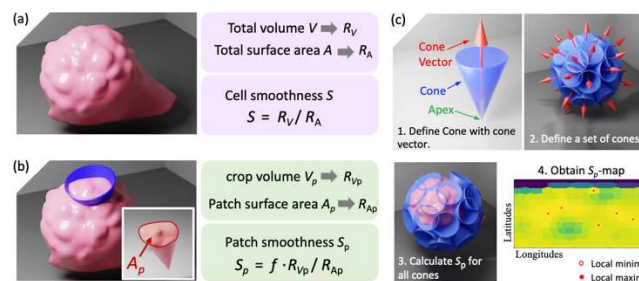 (a)
Total volume V → R_V
Total surface area A → R_A
Cell smoothness S
S = R_V / R_A
(b)
A_p
crop volume V_p → R_Vp
Patch surface area A_p → R_Ap
Patch smoothness S_p
S_p = f · R_Vp / R_Ap
(c)
Cone
Vector
Cone
Apex
1. Define Cone with cone
vector.
2. Define a set of cones
3. Calculate S_p for
all cones
4. Obtain S_p-map
Latitudes
Longitudes
Local minim
Local maxim